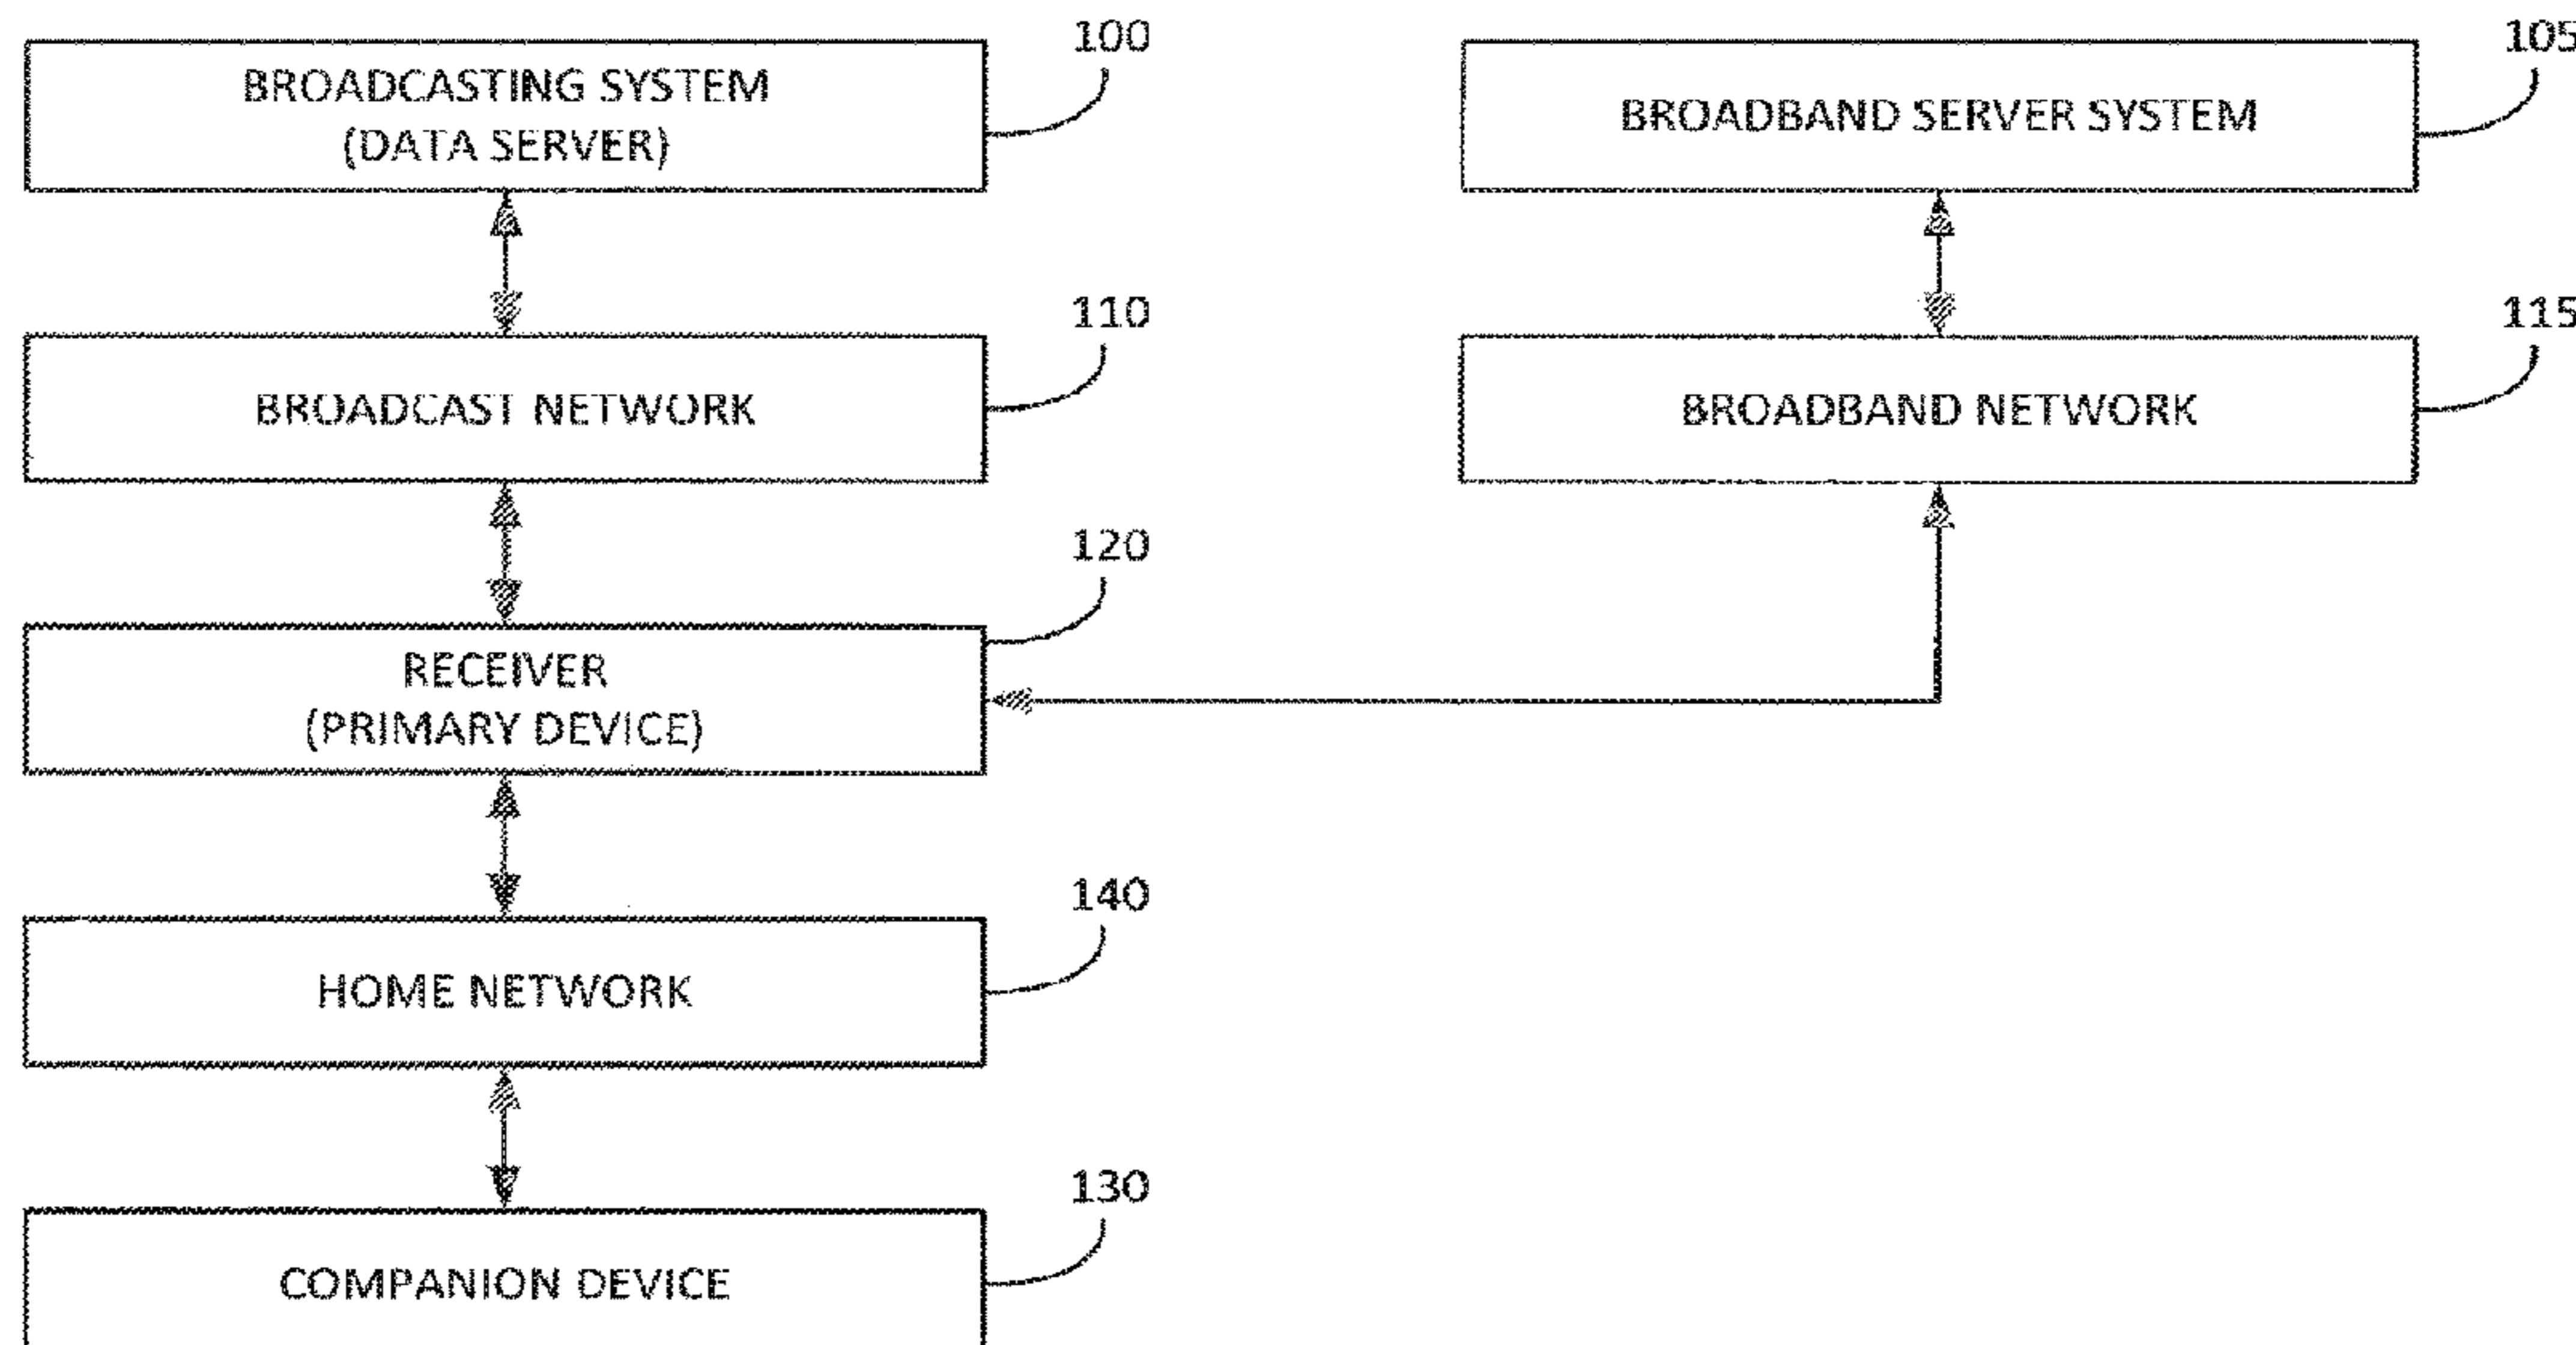 100
BROADCASTING SYSTEM
(DATA SERVER)
105
BROADBAND SERVER SYSTEM
110
BROADCAST NETWORK
115
BROADBAND NETWORK
120
RECEIVER
(PRIMARY DEVICE)
140
HOME NETWORK
130
COMPANION DEVICE